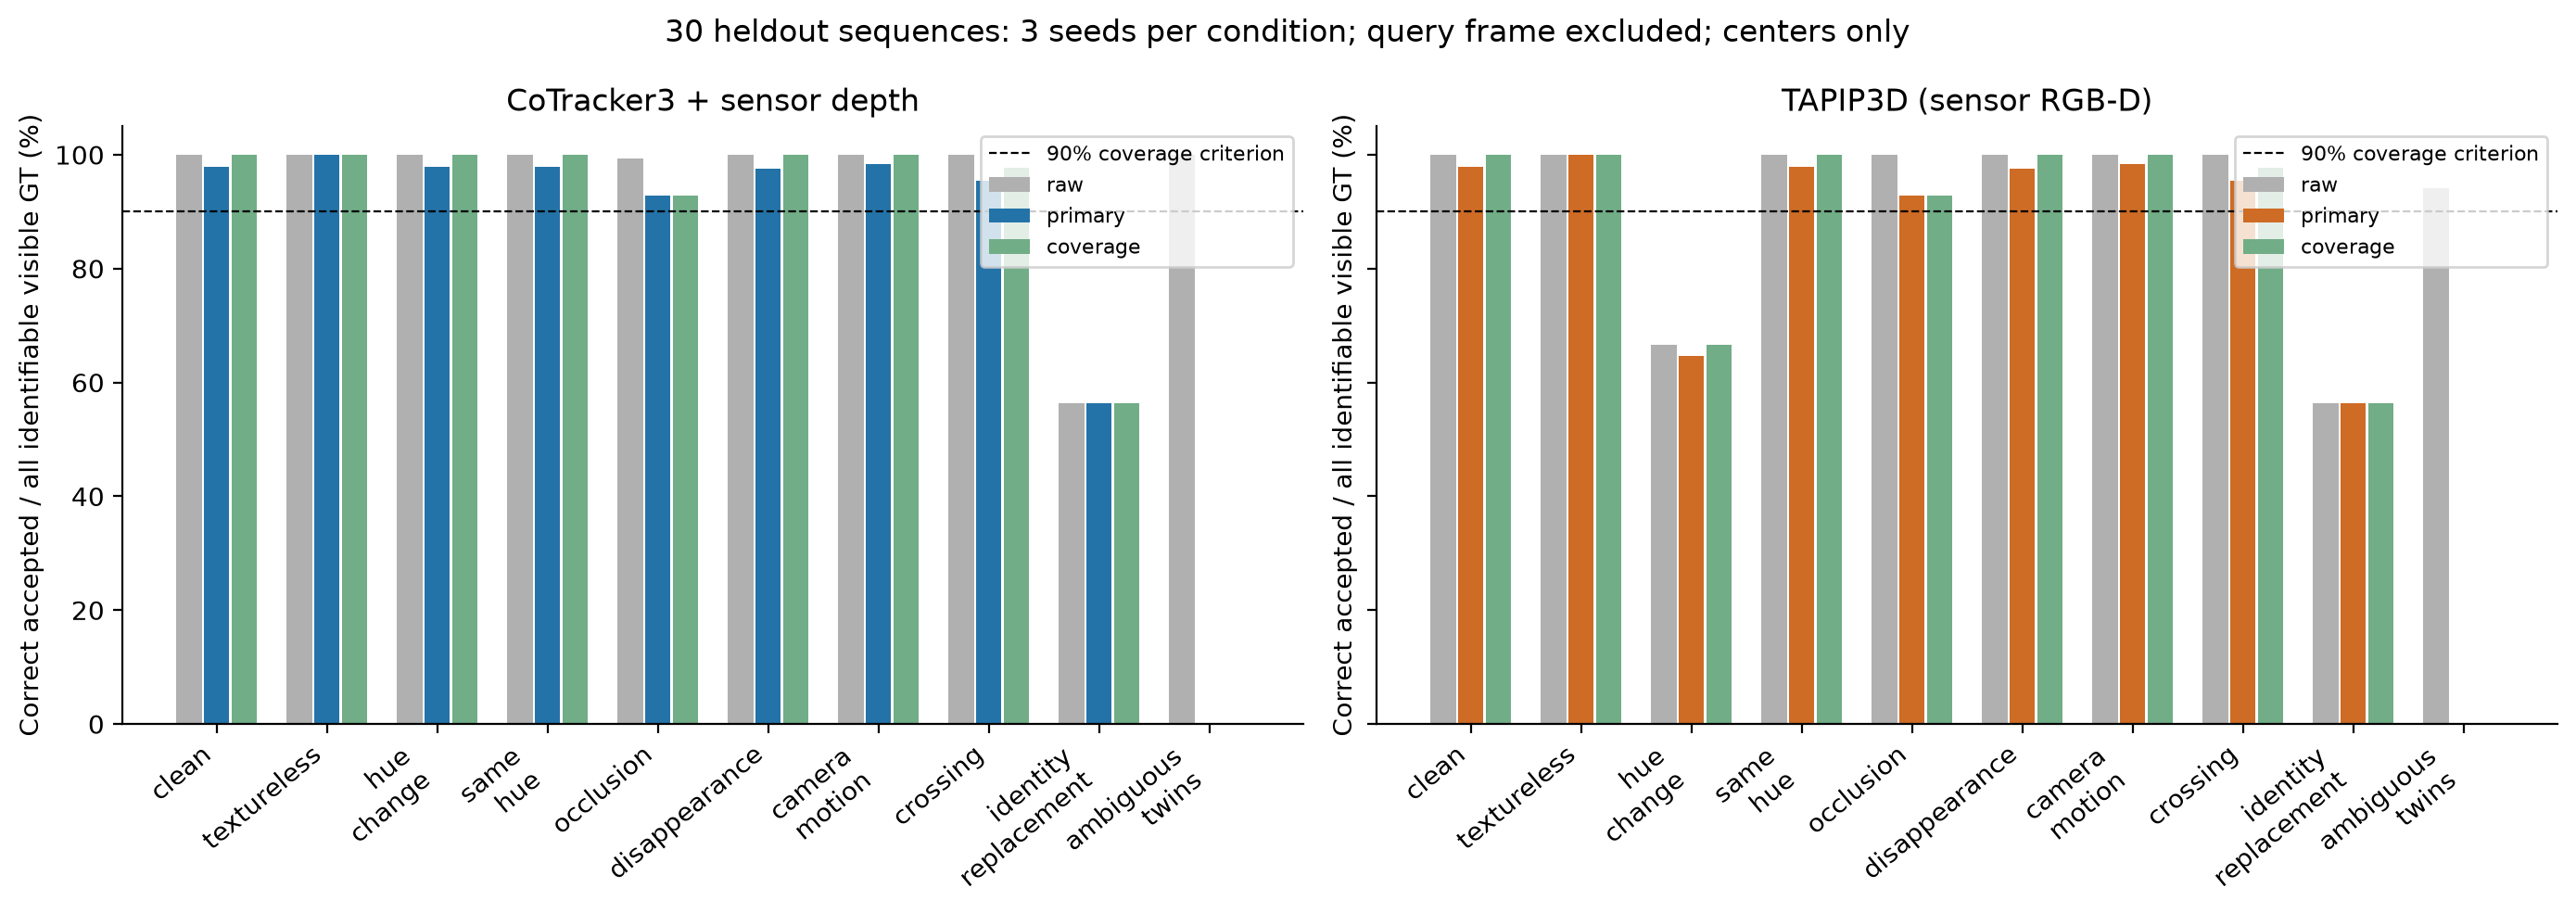 30 heldout sequences: 3 seeds per condition; query frame excluded; centers only
CoTracker3 + sensor depth
Correct accepted / all identifiable visible GT (%)
100
80
60
40
20
0
90% coverage criterion
raw
primary
coverage
clean
textureless
hue
change
same
hue
occlusion
disappearance
camera
motion
crossing
identity
replacement
ambiguous
twins
TAPIP3D (sensor RGB-D)
Correct accepted / all identifiable visible GT (%)
90% coverage criterion
raw
primary
coverage
clean
textureless
hue
change
same
hue
occlusion
disappearance
camera
motion
crossing
identity
replacement
ambiguous
twins